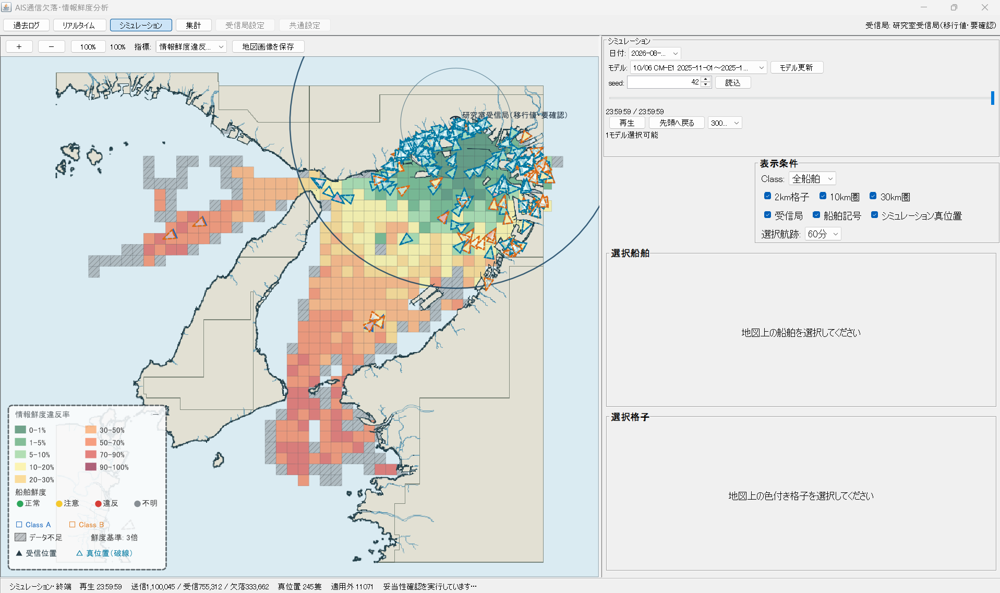 AIS通信欠落・情報鮮度分析
過去ログ リアルタイム シミュレーション 集計 受信局設定 共通設定 受信局: 研究室受信局(移行値・要確認)
+ − 100% 100% 指標: 情報鮮度違反... 地図画像を保存
シミュレーション
日付: 2026-08-...
モデル: 10/06 CM-E1 2025-11-01～2025-1... モデル更新
seed: 42 読込
23:59:59 / 23:59:59
再生 先頭へ戻る 300...
1モデル選択可能
研究室受信局(移行値・要確認)
表示条件
Class: 全船舶
2km格子 10km圏 30km圏
受信局 船舶記号 シミュレーション真位置
選択航跡: 60分
選択船舶
地図上の船舶を選択してください
選択格子
地図上の色付き格子を選択してください
情報鮮度違反率 −
0-1% 30-50%
1-5% 50-70%
5-10% 70-90%
10-20% 90-100%
20-30%
船舶鮮度
正常 注意 違反 不明
Class A Class B
データ不足 鮮度基準: 3倍
受信位置 真位置(破線)
シミュレーション・終端 再生 23:59:59 送信1,100,045 / 受信755,312 / 欠落333,662 真位置 245隻 適用外 11071 妥当性確認を実行しています…